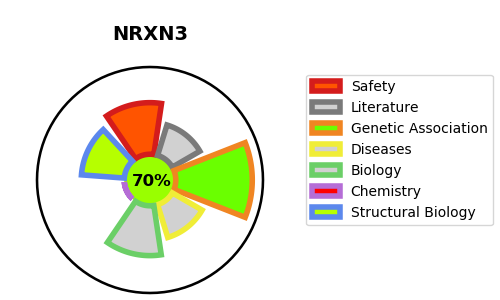 NRXN3
70%
Safety
Literature
Genetic Association
Diseases
Biology
Chemistry
Structural Biology